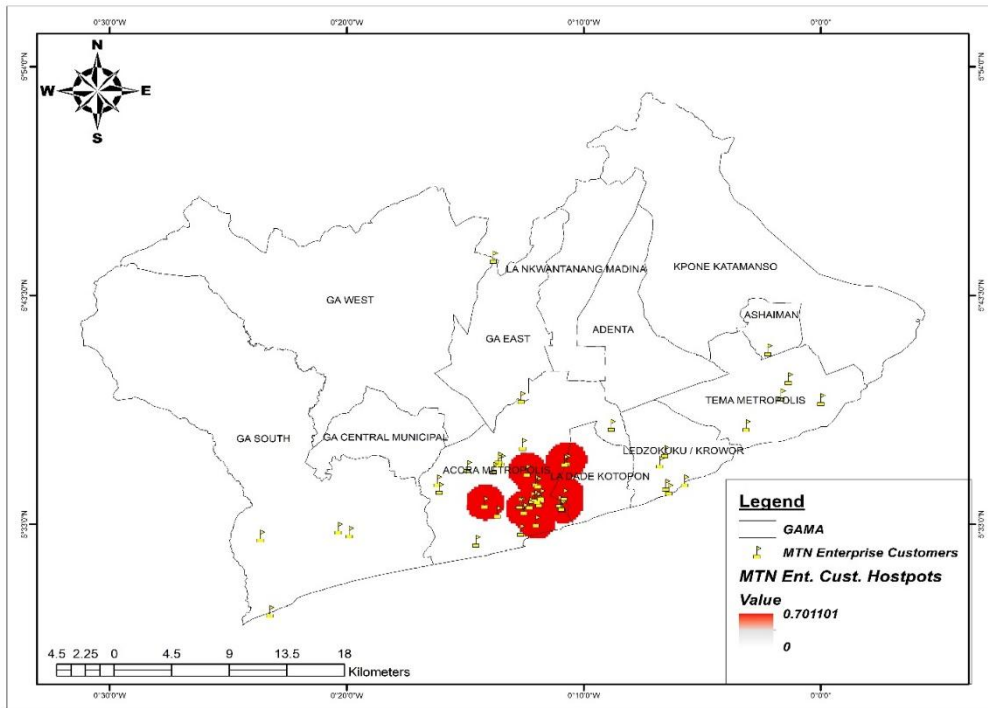 0°30'0"W 0°20'0"W 0°10'0"W 0°0'0"
N
W E
S
5°54'0"N 5°54'0"N
LA NKWANTANANG MADINA
KPONE KATAMANSO
GA WEST
5°43'30"N 5°43'30"N
ASHAIMAN
ADENTA
GA EAST
TEMA METROPOLIS
GA SOUTH
GA CENTRAL MUNICIPAL
LEDZOKUKU / KROWOR
ACCRA METROPOLIS
LA DADE KOTOPON
5°33'0"N 5°33'0"N
Legend
GAMA
MTN Enterprise Customers
MTN Ent. Cust. Hostpots
Value
0.701101
0
4.5 2.25 0 4.5 9 13.5 18
Kilometers
0°30'0"W 0°20'0"W 0°10'0"W 0°0'0"